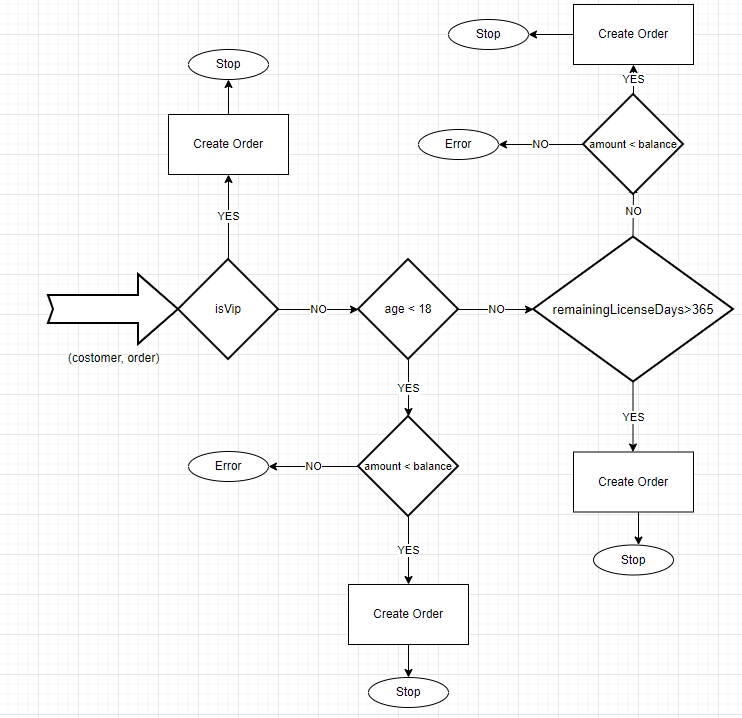 Stop
Create Order
YES
amount < balance
NO
Error
NO
Stop
Create Order
YES
isVip
NO
age < 18
NO
remainingLicenseDays>365
(costomer, order)
YES
amount < balance
NO
Error
YES
Create Order
Stop
YES
Create Order
Stop